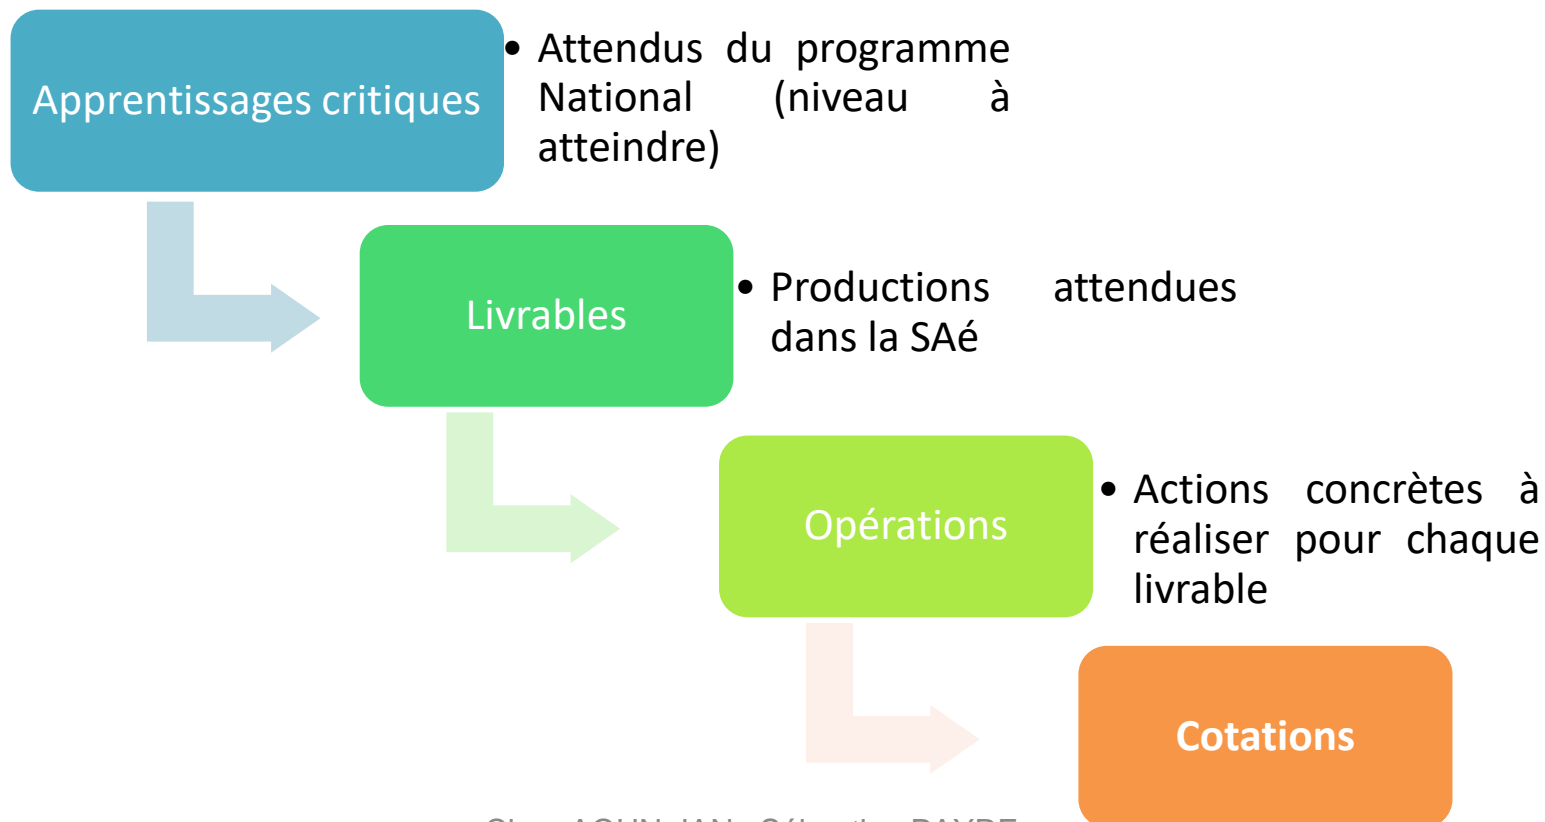 Apprentissages critiques
• Attendus du programme
National (niveau à
atteindre)
Livrables
• Productions attendues
dans la SAé
Opérations
• Actions concrètes à
réaliser pour chaque
livrable
Cotations